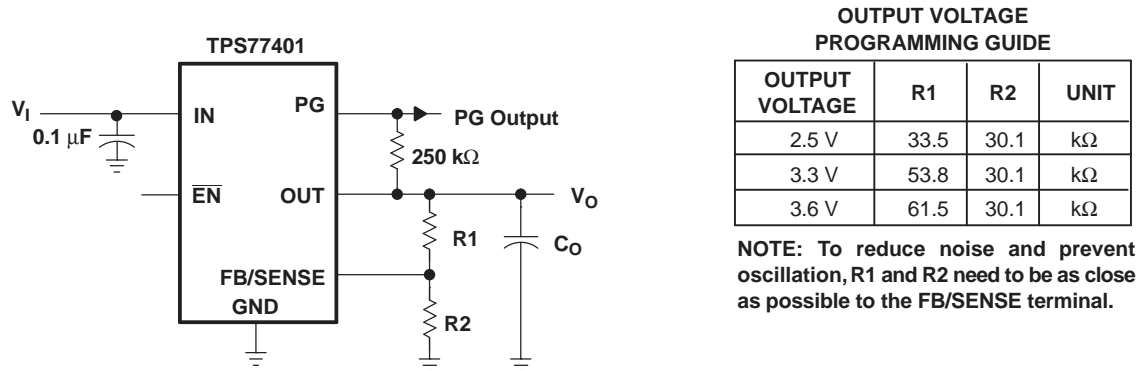 TPS77401
V_I
0.1 µF
IN
PG
PG Output
250 kΩ
EN
OUT
V_O
R1
C_O
FB/SENSE
GND
R2
OUTPUT VOLTAGE
PROGRAMMING GUIDE
OUTPUT VOLTAGE R1 R2 UNIT
2.5 V 33.5 30.1 kΩ
3.3 V 53.8 30.1 kΩ
3.6 V 61.5 30.1 kΩ
NOTE: To reduce noise and prevent
oscillation, R1 and R2 need to be as close
as possible to the FB/SENSE terminal.